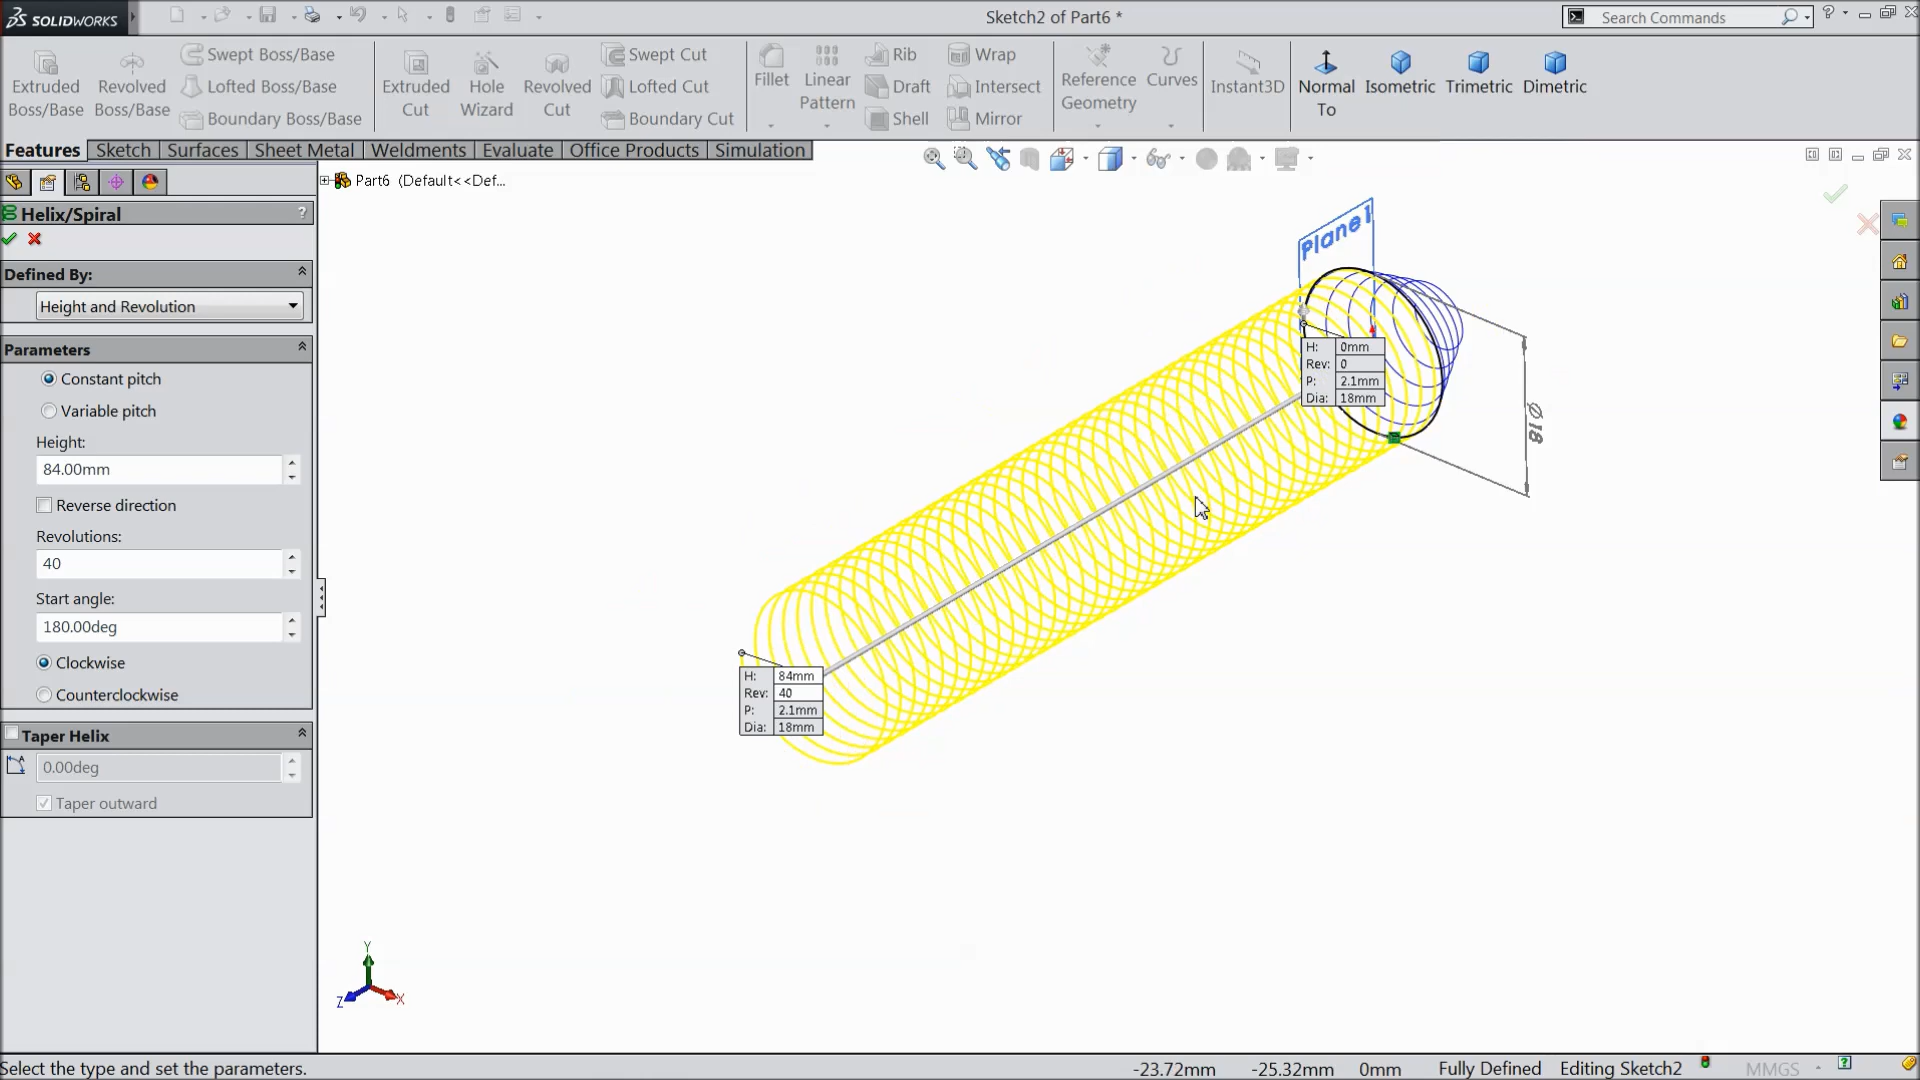 SOLIDWORKS
Sketch2 of Part6 *
Search Commands
Extruded Boss/Base
Revolved Boss/Base
Swept Boss/Base
Lofted Boss/Base
Boundary Boss/Base
Extruded Cut
Hole Wizard
Revolved Cut
Swept Cut
Lofted Cut
Boundary Cut
Fillet
Linear Pattern
Rib
Draft
Shell
Wrap
Intersect
Mirror
Reference Geometry
Curves
Instant3D
Normal To
Isometric
Trimetric
Dimetric
Features
Sketch
Surfaces
Sheet Metal
Weldments
Evaluate
Office Products
Simulation
Part6 (Default<<Def...
Helix/Spiral
?
Defined By:
Height and Revolution
Parameters
Constant pitch
Variable pitch
Height:
84.00mm
Reverse direction
Revolutions:
40
Start angle:
180.00deg
Clockwise
Counterclockwise
Taper Helix
0.00deg
Taper outward
Plane1
H: 0mm
Rev: 0
P: 2.1mm
Dia: 18mm
Ø18
H: 84mm
Rev: 40
P: 2.1mm
Dia: 18mm
Y
Z
X
Select the type and set the parameters.
-23.72mm
-25.32mm
0mm
Fully Defined
Editing Sketch2
MMGS